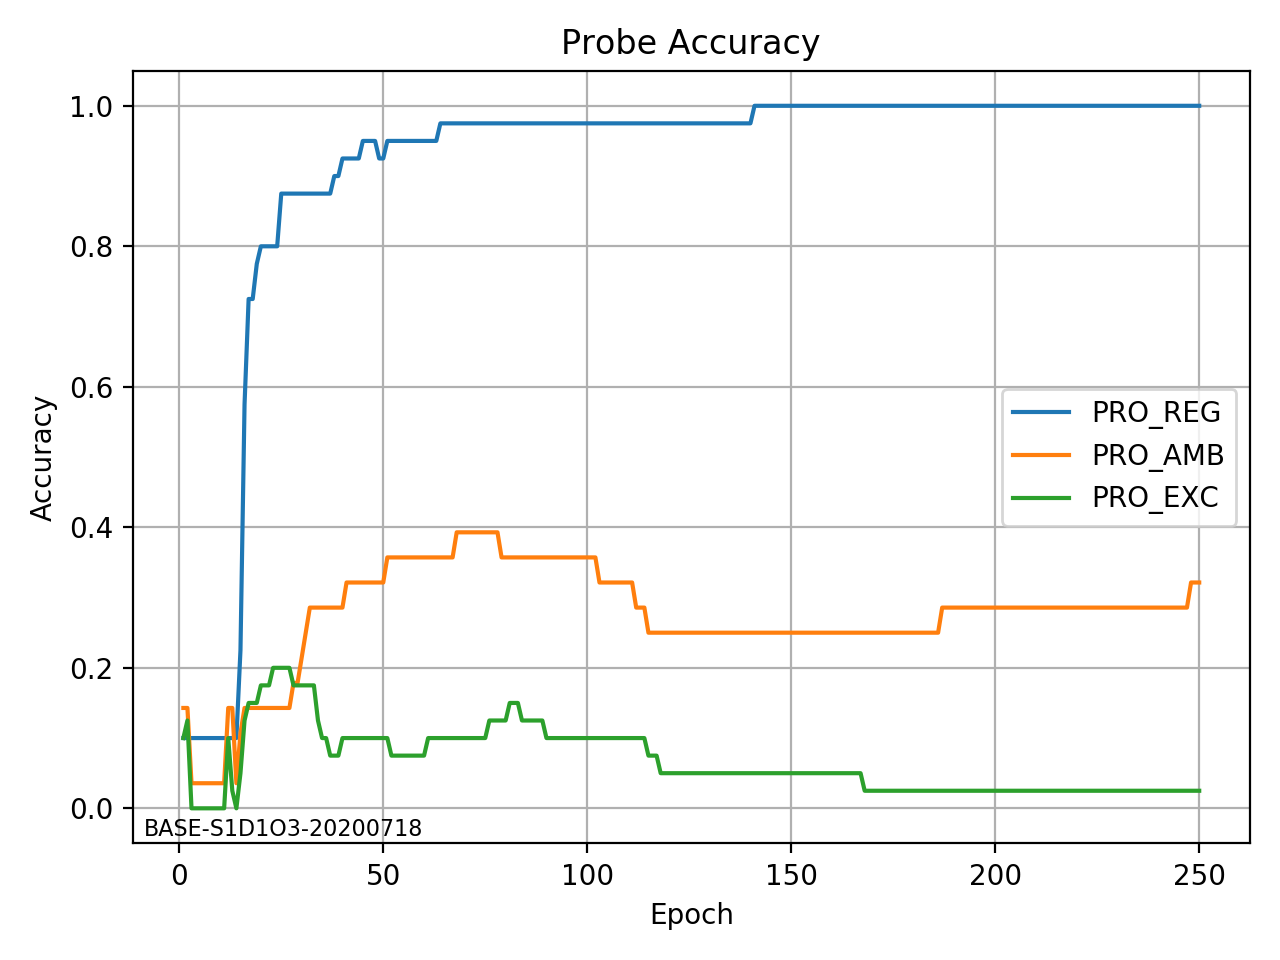 Probe Accuracy
1.0
0.8
0.6
0.4
0.2
0.0
Accuracy
PRO_REG
PRO_AMB
PRO_EXC
BASE-S1D1O3-20200718
0 50 100 150 200 250
Epoch